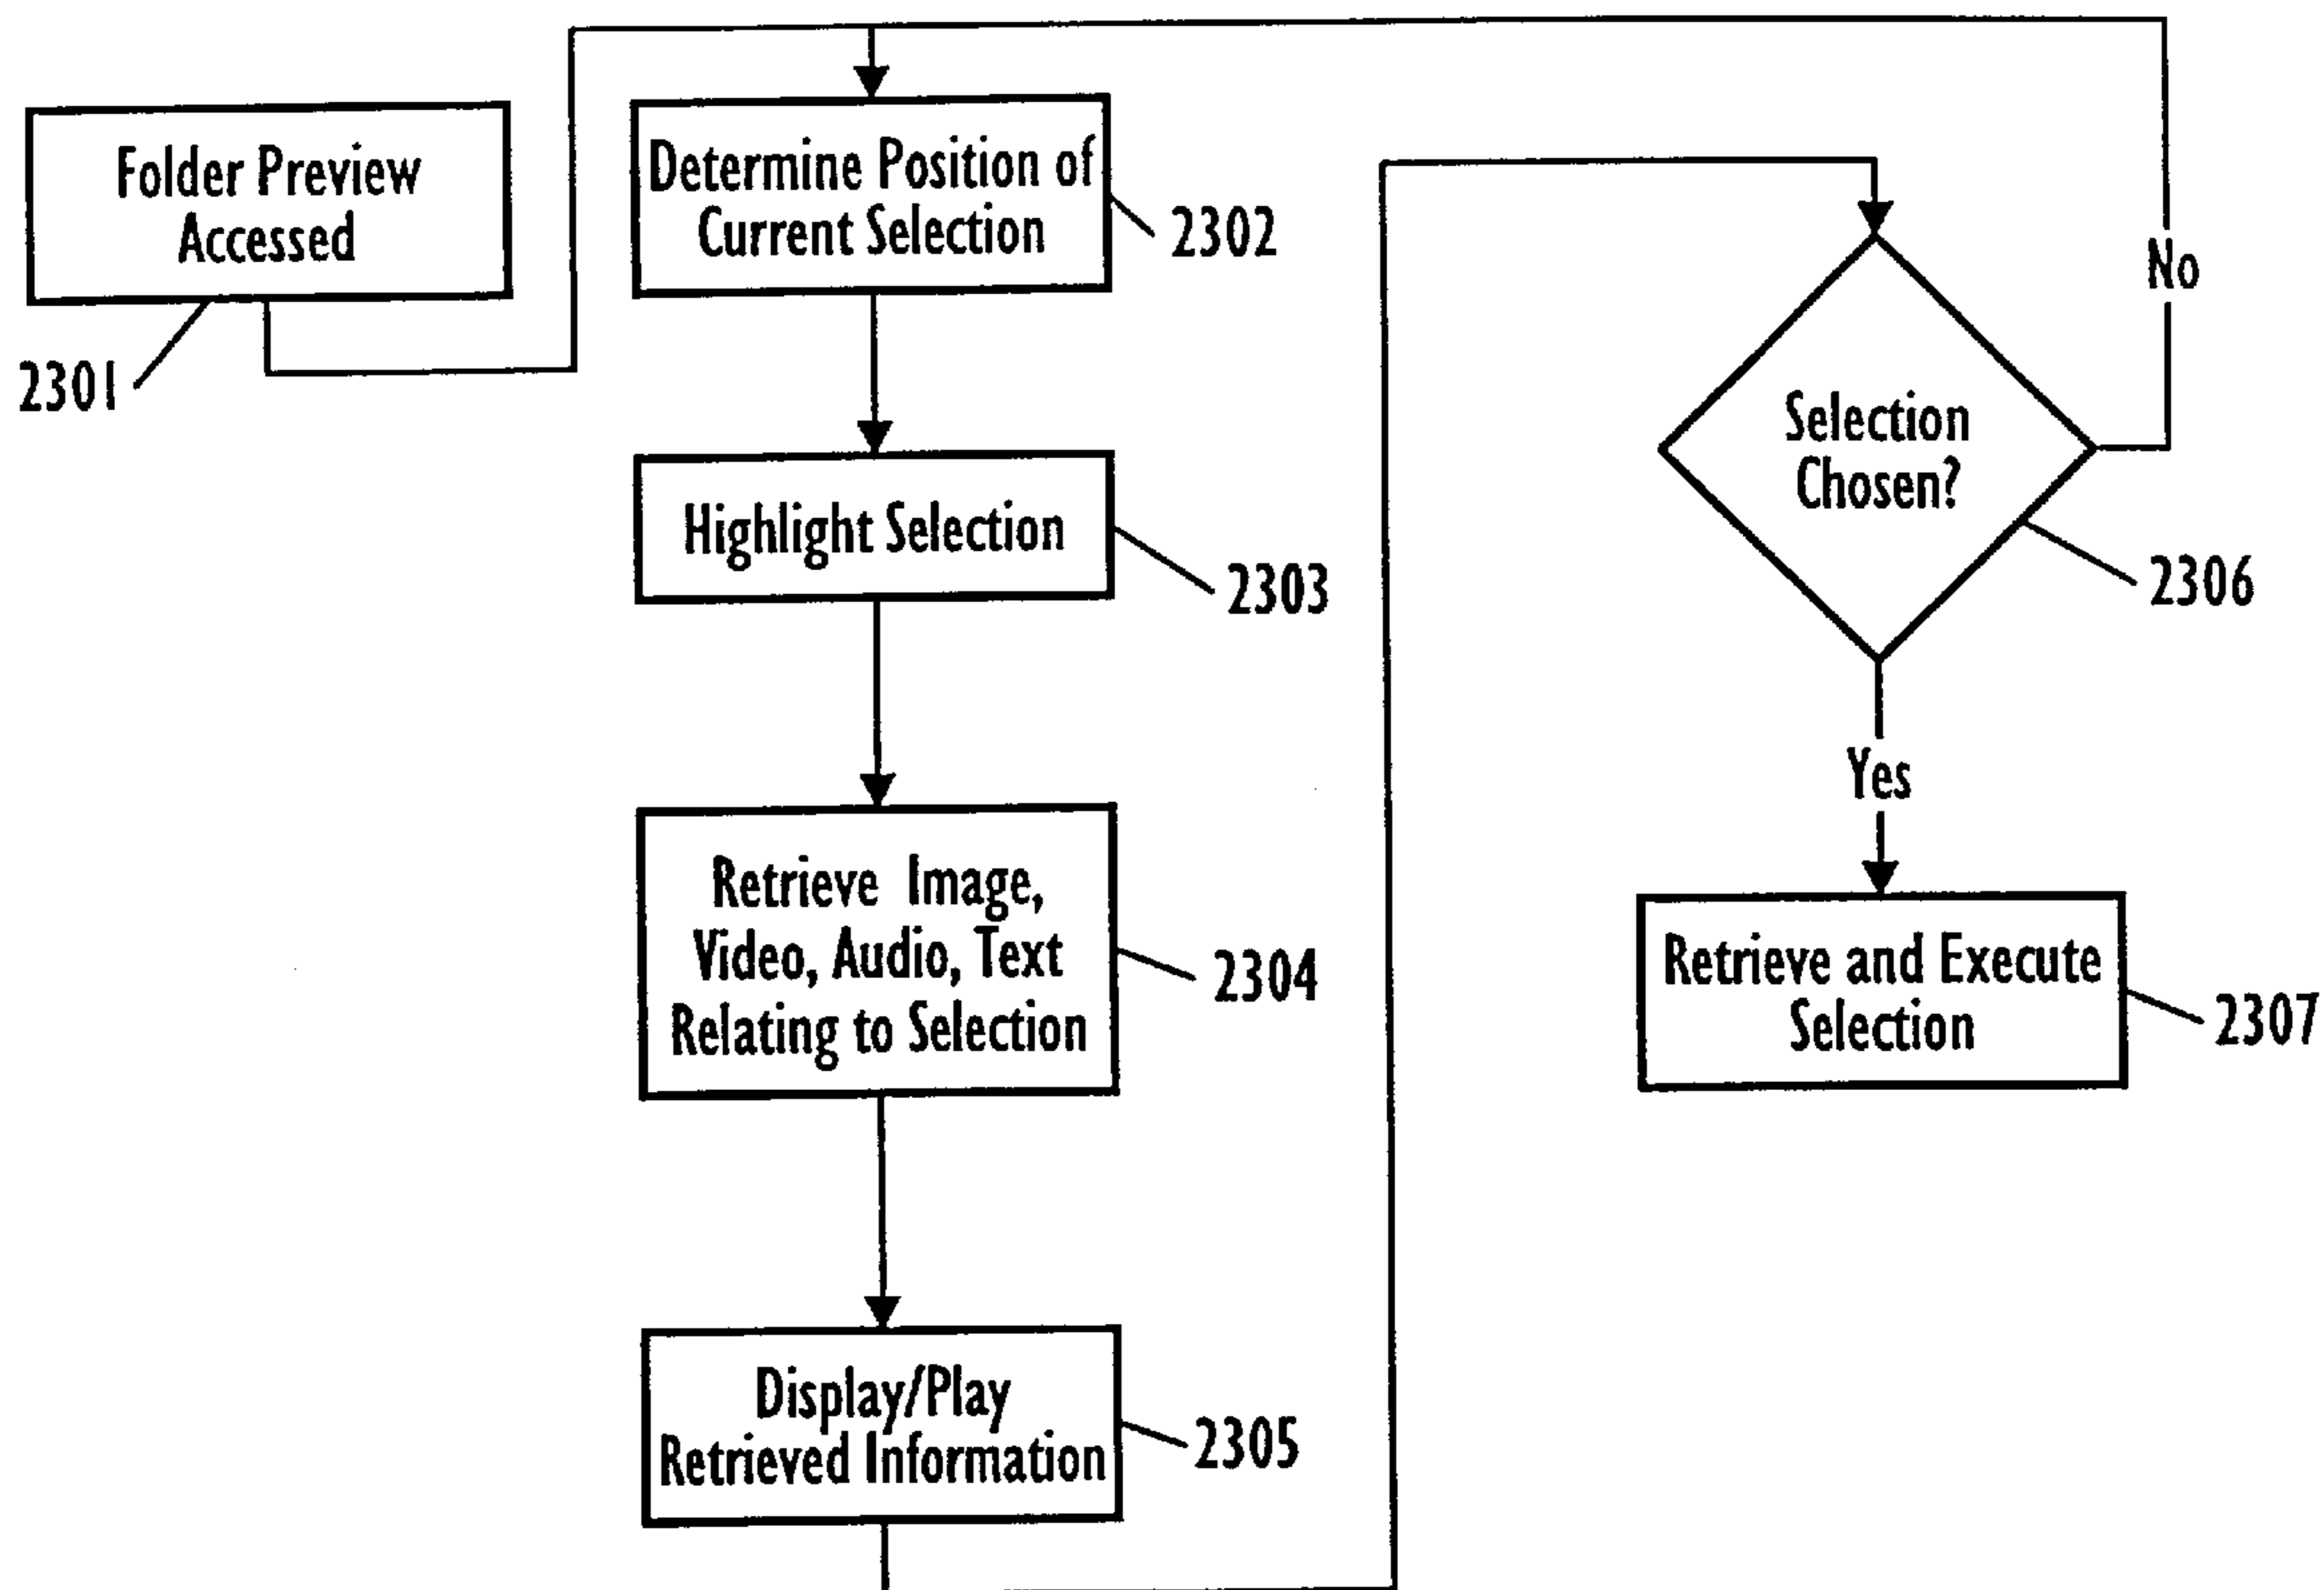 Folder Preview
Accessed
2301
Determine Position of
Current Selection
2302
Highlight Selection
2303
Retrieve Image,
Video, Audio, Text
Relating to Selection
2304
Display/Play
Retrieved Information
2305
Selection
Chosen?
2306
No
Yes
Retrieve and Execute
Selection
2307